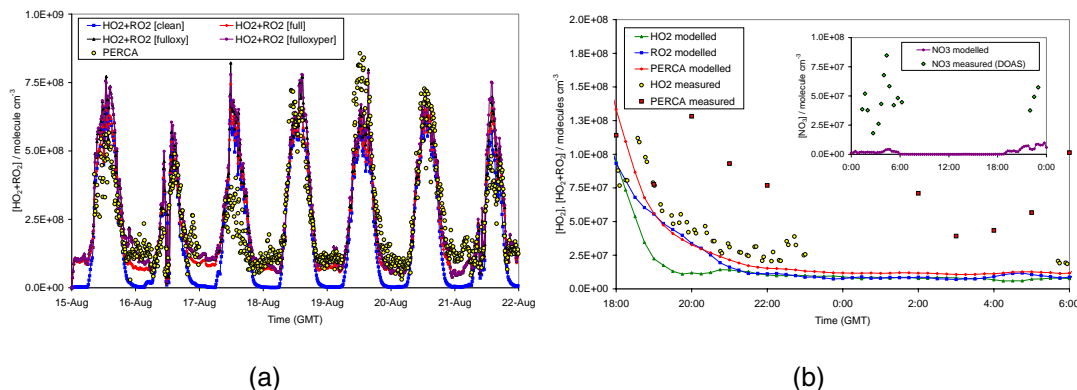 (a)
1.0E+09
7.5E+08
5.0E+08
2.5E+08
0.0E+00
[HO2+RO2] / molecule cm-3
HO2+RO2 [clean]
HO2+RO2 [full]
HO2+RO2 [fulloxy]
HO2+RO2 [fulloxyper]
PERCA
15-Aug 16-Aug 17-Aug 18-Aug 19-Aug 20-Aug 21-Aug 22-Aug
Time (GMT)
(a)
(b)
2.0E+08
1.8E+08
1.5E+08
1.3E+08
1.0E+08
7.5E+07
5.0E+07
2.5E+07
0.0E+00
[HO2], [HO2+RO2] / molecules cm-3
HO2 modelled
RO2 modelled
PERCA modelled
HO2 measured
PERCA measured
1.0E+08
7.5E+07
5.0E+07
2.5E+07
0.0E+00
[NO3] / molecule cm-3
NO3 modelled
NO3 measured (DOAS)
0:00 4:00 9:00 14:00 19:00 0:00
18:00 20:00 22:00 0:00 2:00 4:00 6:00
Time (GMT)
(b)